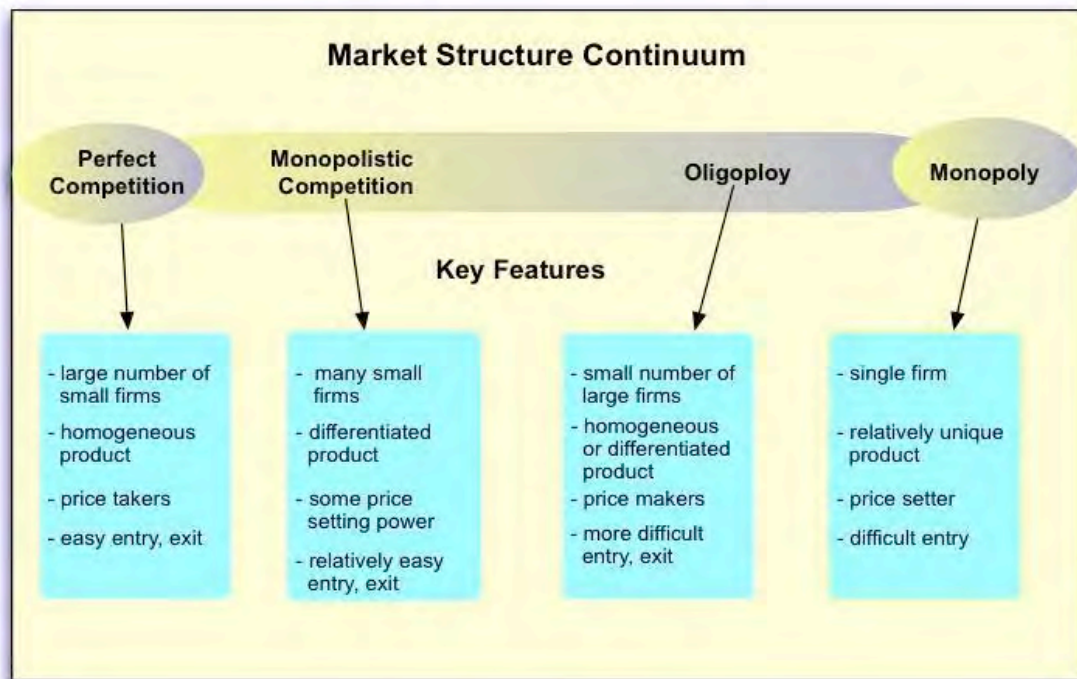 Market Structure Continuum
Perfect
Competition
Monopolistic
Competition
Oligoploy
Monopoly
Key Features
- large number of
small firms
- homogeneous
product
- price takers
- easy entry, exit
- many small
firms
- differentiated
product
- some price
setting power
- relatively easy
entry, exit
- small number of
large firms
- homogeneous
or differentiated
product
- price makers
- more difficult
entry, exit
- single firm
- relatively unique
product
- price setter
- difficult entry